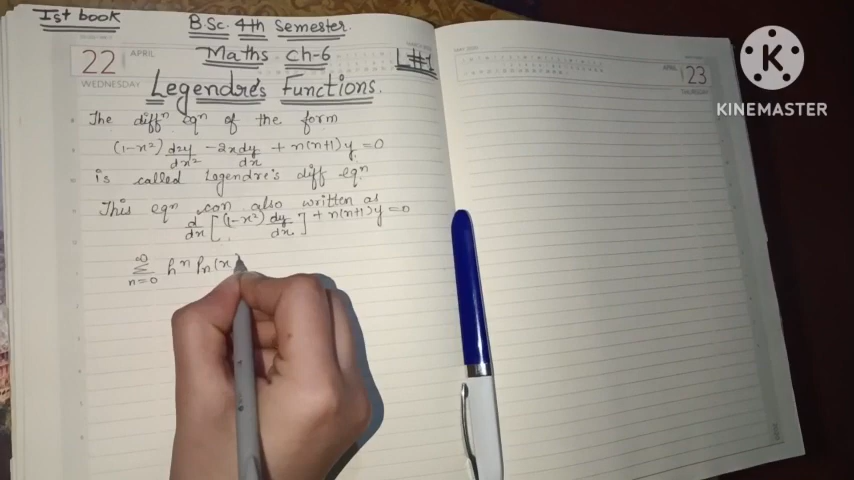 Ist book
B.Sc. 4th Semester.
22 APRIL
WEDNESDAY
Maths Ch-6
L#1
Legendre's Functions.
The diffⁿ eqⁿ of the form
(1-x²) d2y/dx² - 2xdy/dx + n(n+1)y = 0
is called Legendre's diff eqⁿ
This eqⁿ can also written as
d/dx [(1-x²) dy/dx] + n(n+1)y = 0
∞ Σ n=0 hⁿ Pn(x)
APRIL 23
THURSDAY
K
KINEMASTER